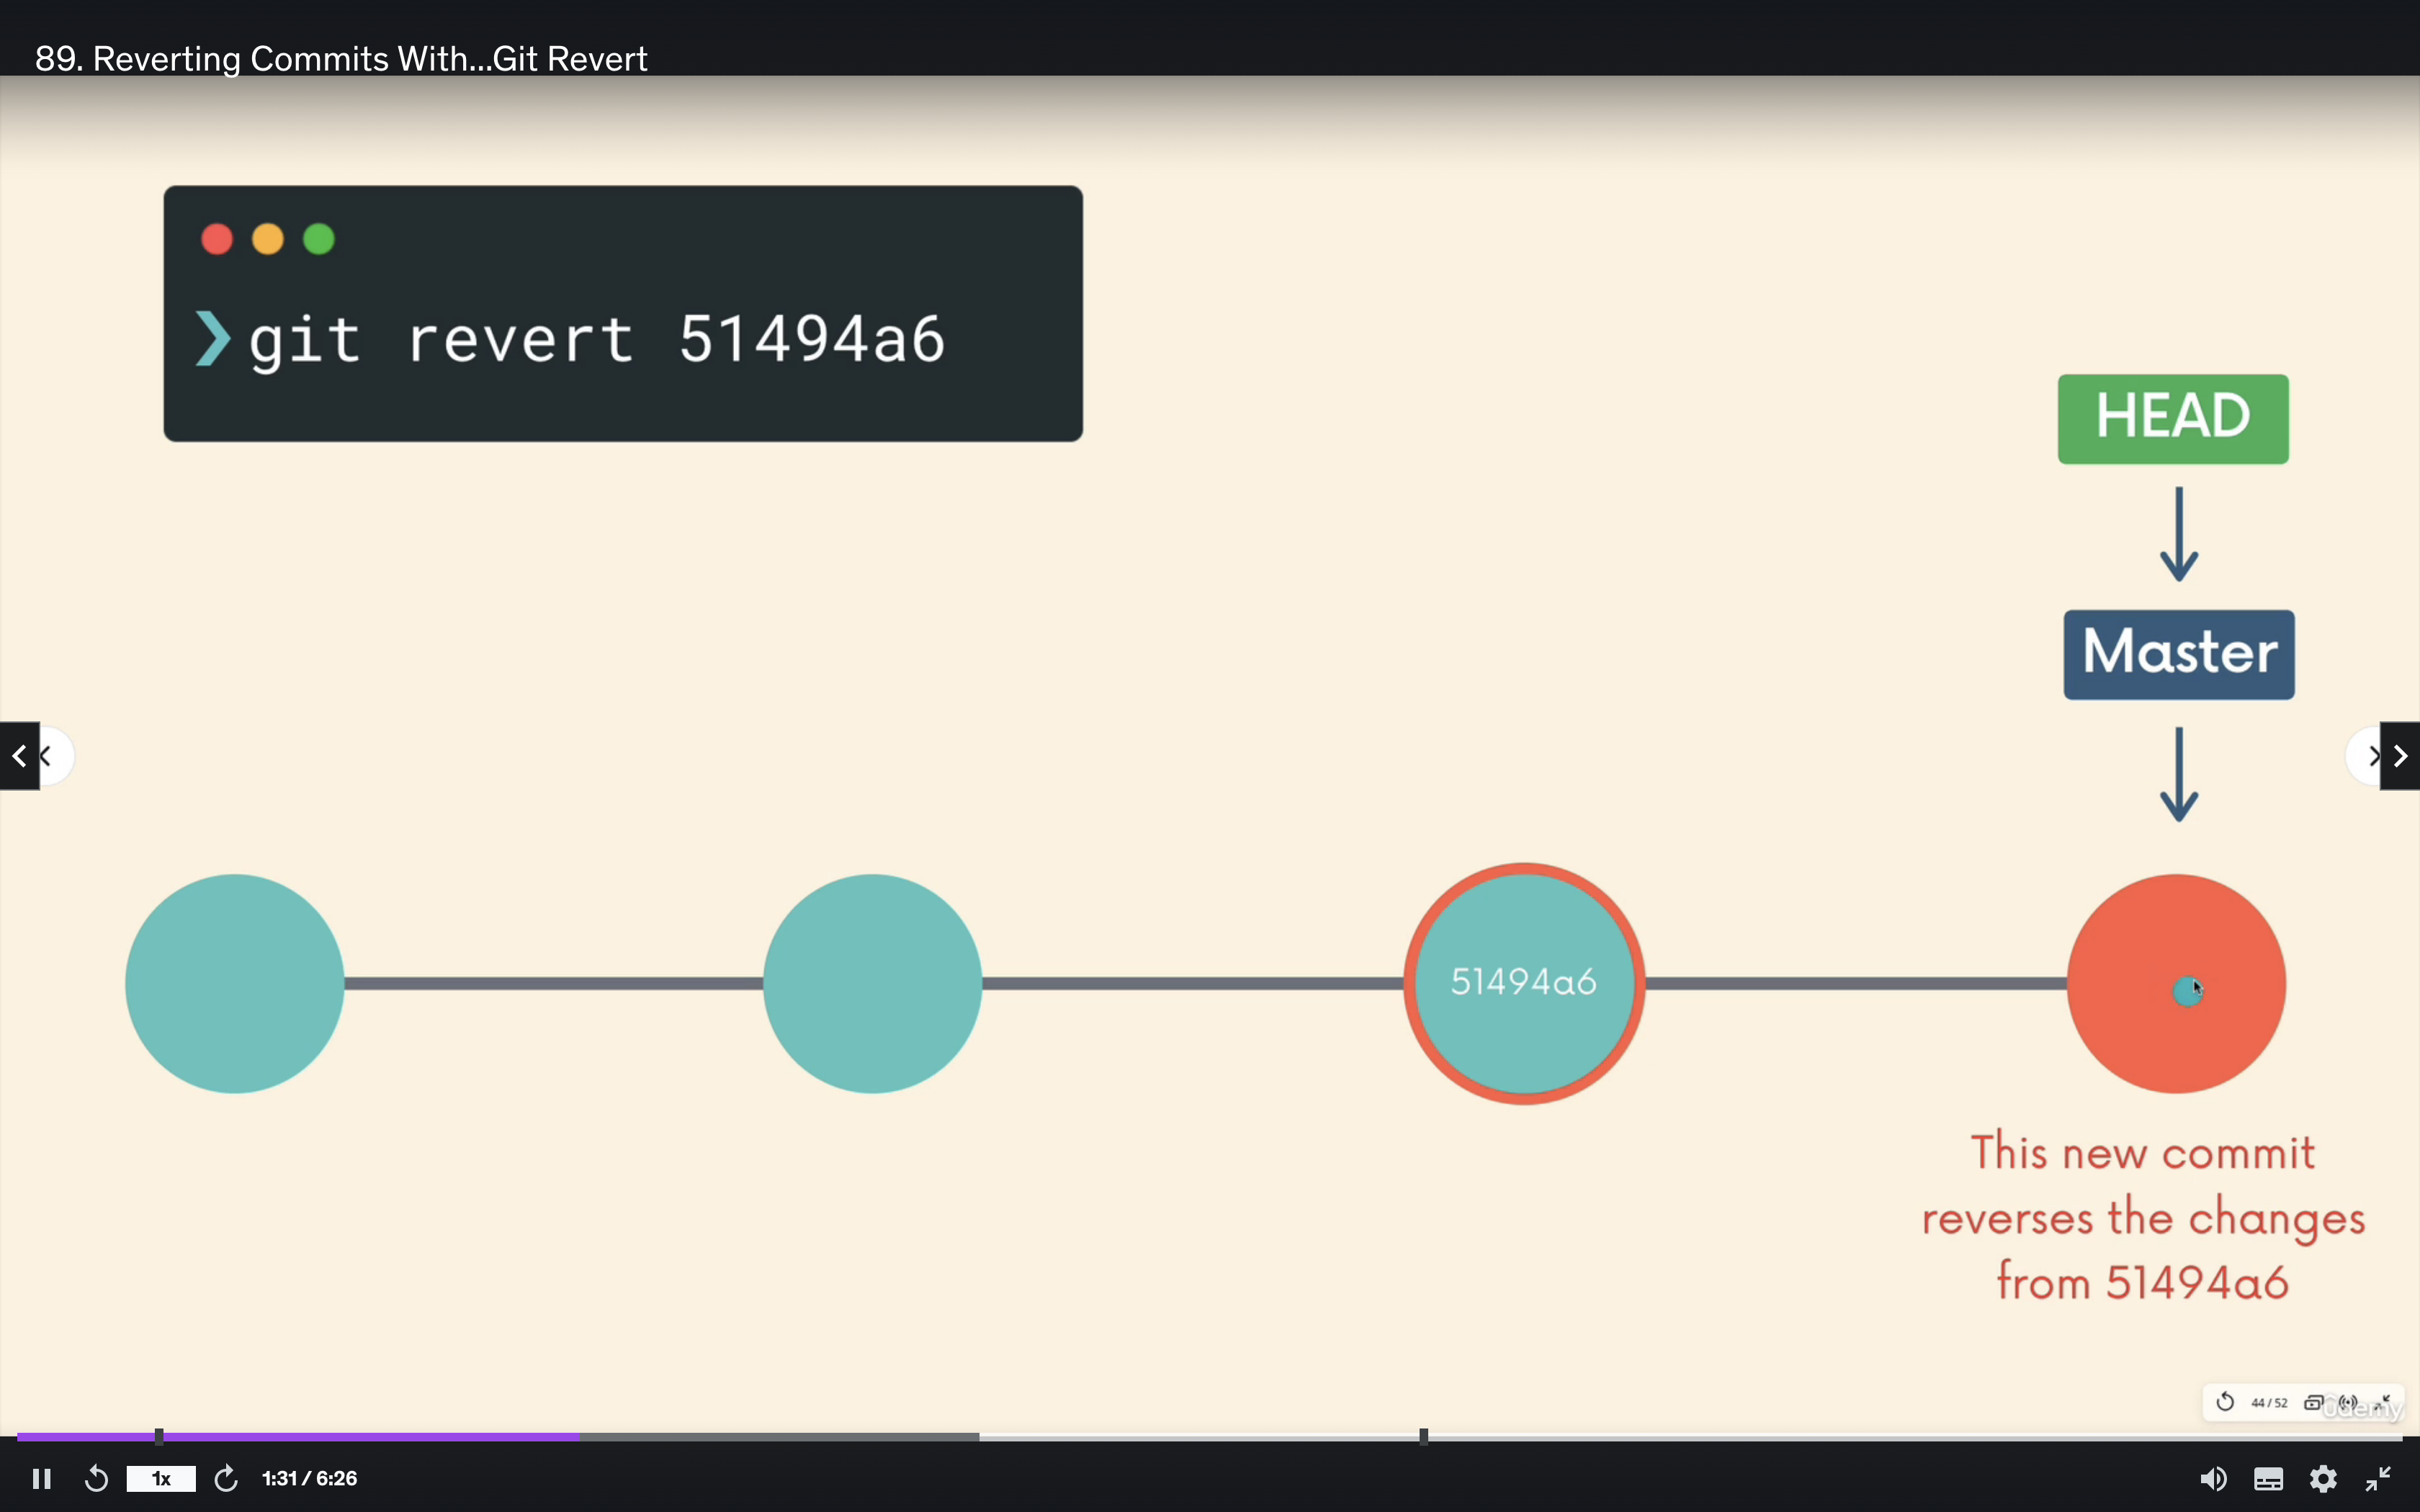 89. Reverting Commits With...Git Revert
❯git revert 51494a6
HEAD
Master
51494a6
This new commit
reverses the changes
from 51494a6
44 / 52
ûdemy
1x
1:31 / 6:26